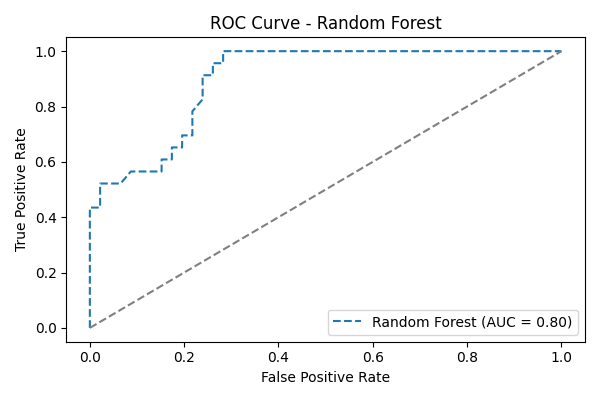 ROC Curve - Random Forest
True Positive Rate
1.0
0.8
0.6
0.4
0.2
0.0
Random Forest (AUC = 0.80)
0.0 0.2 0.4 0.6 0.8 1.0
False Positive Rate